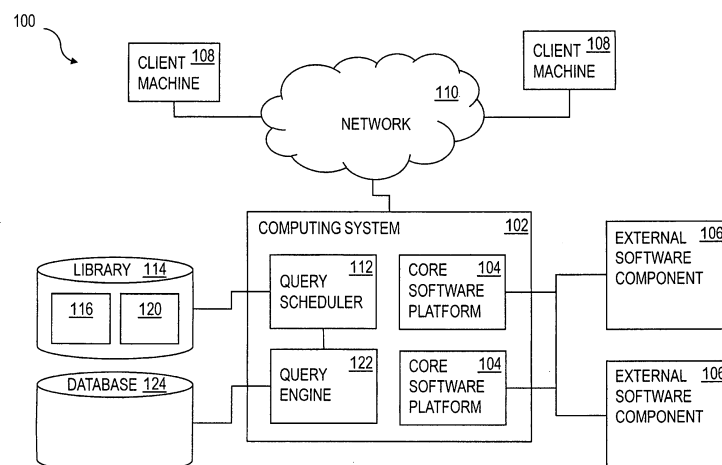 100
CLIENT 108
MACHINE
CLIENT 108
MACHINE
110
NETWORK
COMPUTING SYSTEM 102
LIBRARY 114
116
120
QUERY 112
SCHEDULER
CORE 104
SOFTWARE
PLATFORM
EXTERNAL 106
SOFTWARE
COMPONENT
DATABASE 124
QUERY 122
ENGINE
CORE 104
SOFTWARE
PLATFORM
EXTERNAL 106
SOFTWARE
COMPONENT